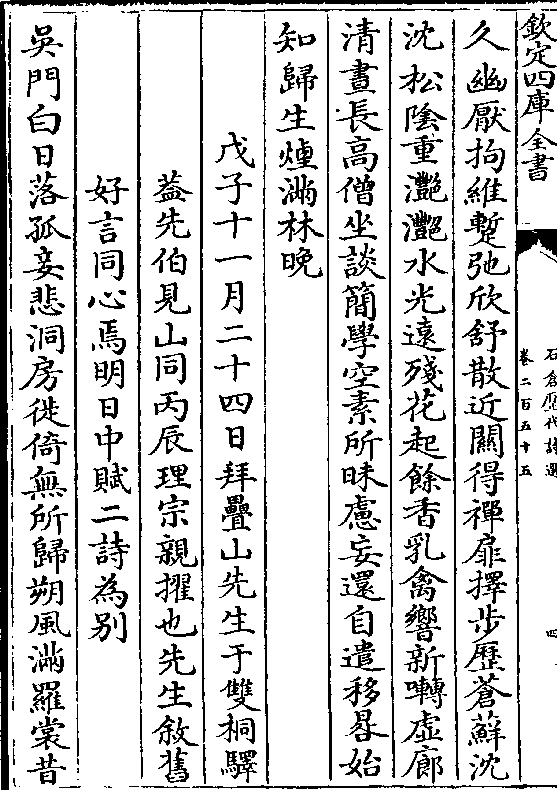 欽定四庫全書
石倉歷代詩選
卷二百五十五
四
久幽厭拘維蹔弛欣舒散近關得禪扉擇步歷蒼蘚沈
沈松陰重灔灔水光遠殘花起餘香乳禽響新囀虛廊
清晝長高僧坐談簡學空素所昧慮妄還自遣移晷始
知歸生煙滿林晚
戊子十一月二十四日拜疊山先生于雙桐驛
葢先伯見山同丙辰理宗親擢也先生敘舊
好言同心焉明日中賦二詩為别
吳門白日落孤妾悲洞房徙倚無所歸朔風滿羅裳昔